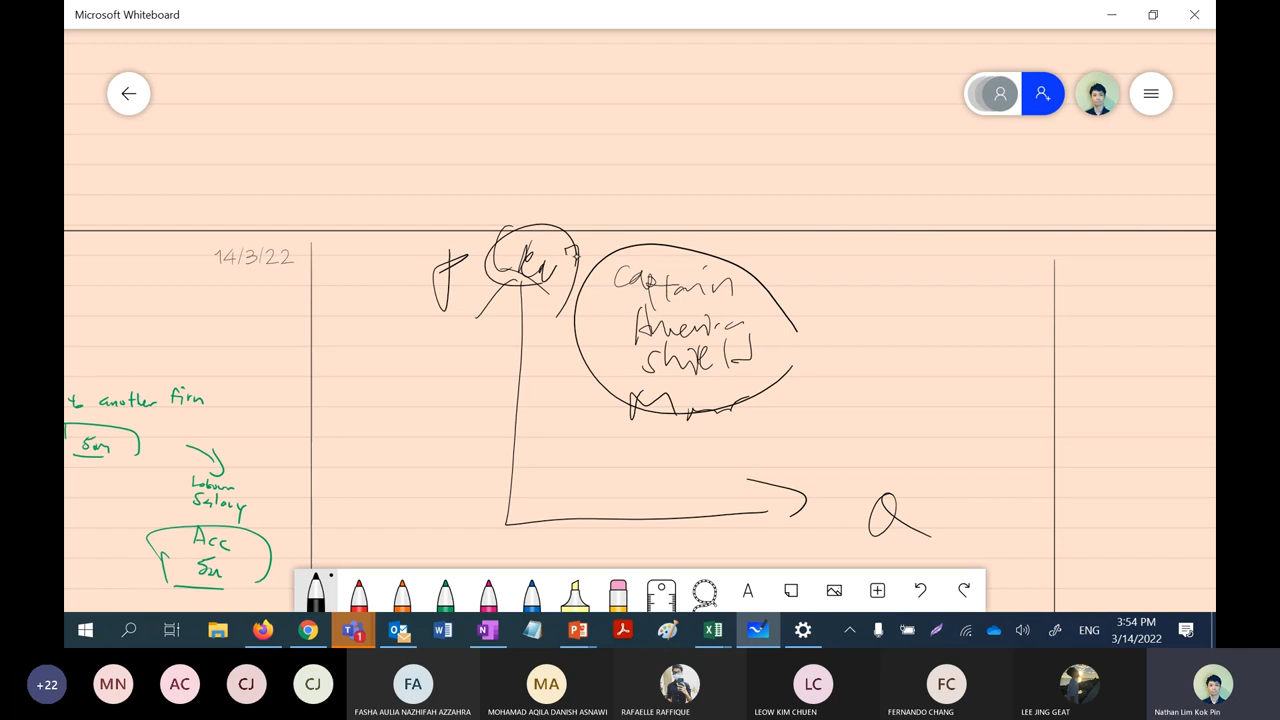 Microsoft Whiteboard
14/3/22
P
Captain
America
Shield
another firm
5m
Labour
Salary
Acc
5m
Q
A
ENG
3:54 PM
3/14/2022
+22
MN
AC
CJ
CJ
FA
MA
LC
FC
FASHA AULIA NAZHIFAH AZZAHRA
MOHAMAD AQILA DANISH ASNAWI
RAFAELLE RAFFIQUE
LEOW KIM CHUEN
FERNANDO CHANG
LEE JING GEAT
Nathan Lim Kok Pin